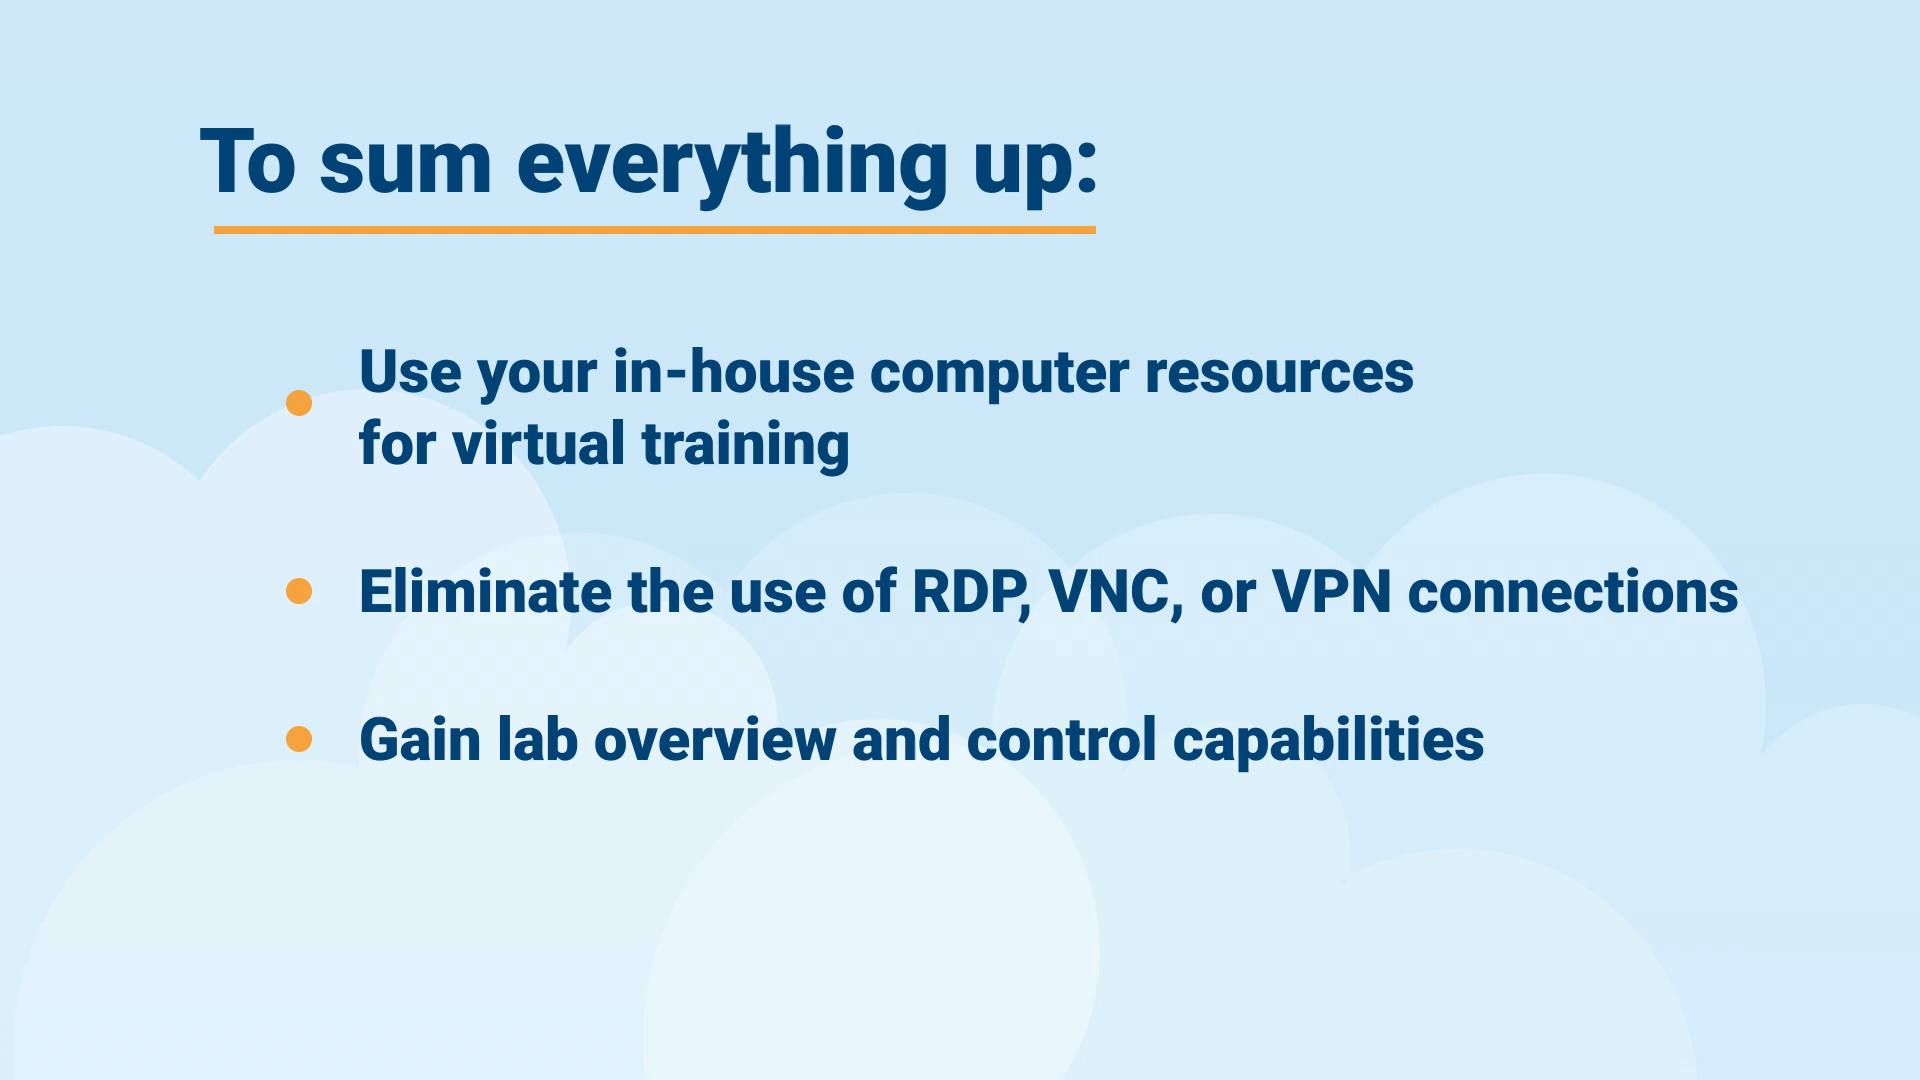 To sum everything up:
Use your in-house computer resources
for virtual training
Eliminate the use of RDP, VNC, or VPN connections
Gain lab overview and control capabilities